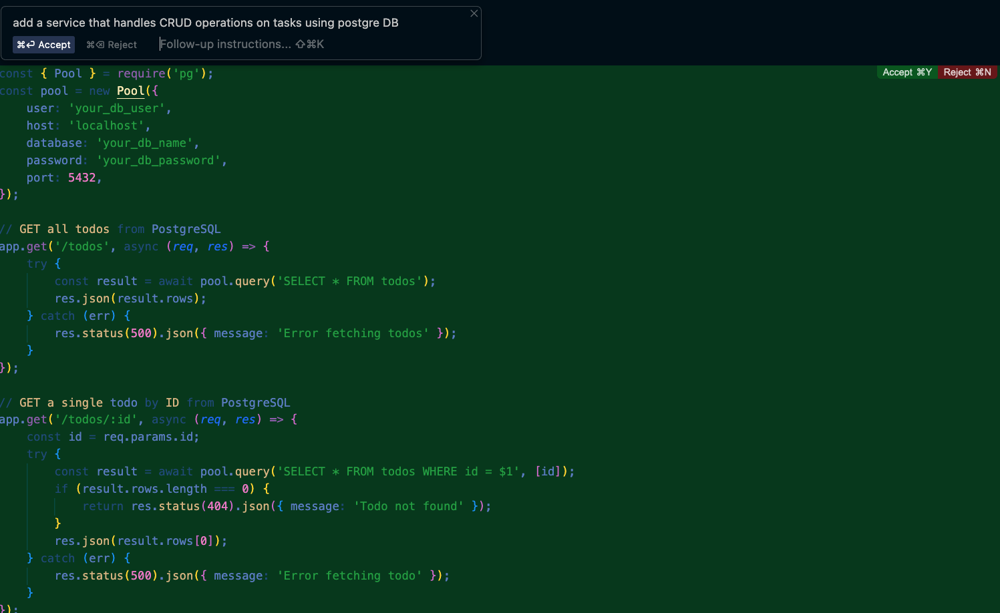 add a service that handles CRUD operations on tasks using postgre DB
⌘⏎ Accept ⌘⌫ Reject Follow-up instructions... ⇧⌘K
const { Pool } = require('pg');
Accept ⌘Y Reject ⌘N
const pool = new Pool({
    user: 'your_db_user',
    host: 'localhost',
    database: 'your_db_name',
    password: 'your_db_password',
    port: 5432,
});
// GET all todos from PostgreSQL
app.get('/todos', async (req, res) => {
    try {
        const result = await pool.query('SELECT * FROM todos');
        res.json(result.rows);
    } catch (err) {
        res.status(500).json({ message: 'Error fetching todos' });
    }
});
// GET a single todo by ID from PostgreSQL
app.get('/todos/:id', async (req, res) => {
    const id = req.params.id;
    try {
        const result = await pool.query('SELECT * FROM todos WHERE id = $1', [id]);
        if (result.rows.length === 0) {
            return res.status(404).json({ message: 'Todo not found' });
        }
        res.json(result.rows[0]);
    } catch (err) {
        res.status(500).json({ message: 'Error fetching todo' });
    }
});